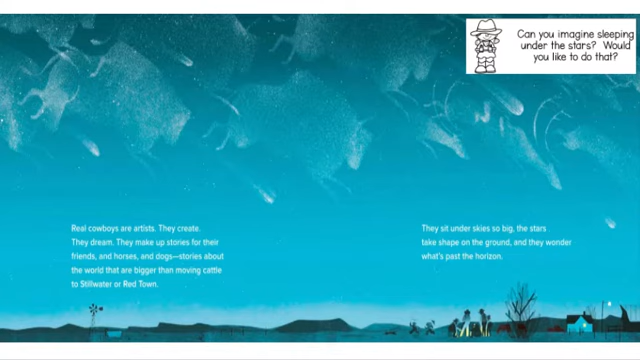 Can you imagine sleeping
under the stars? Would
you like to do that?
Real cowboys are artists. They create.
They dream. They make up stories for their
friends, and horses, and dogs—stories about
the world that are bigger than moving cattle
to Stillwater or Red Town.
They sit under skies so big, the stars
take shape on the ground, and they wonder
what's past the horizon.